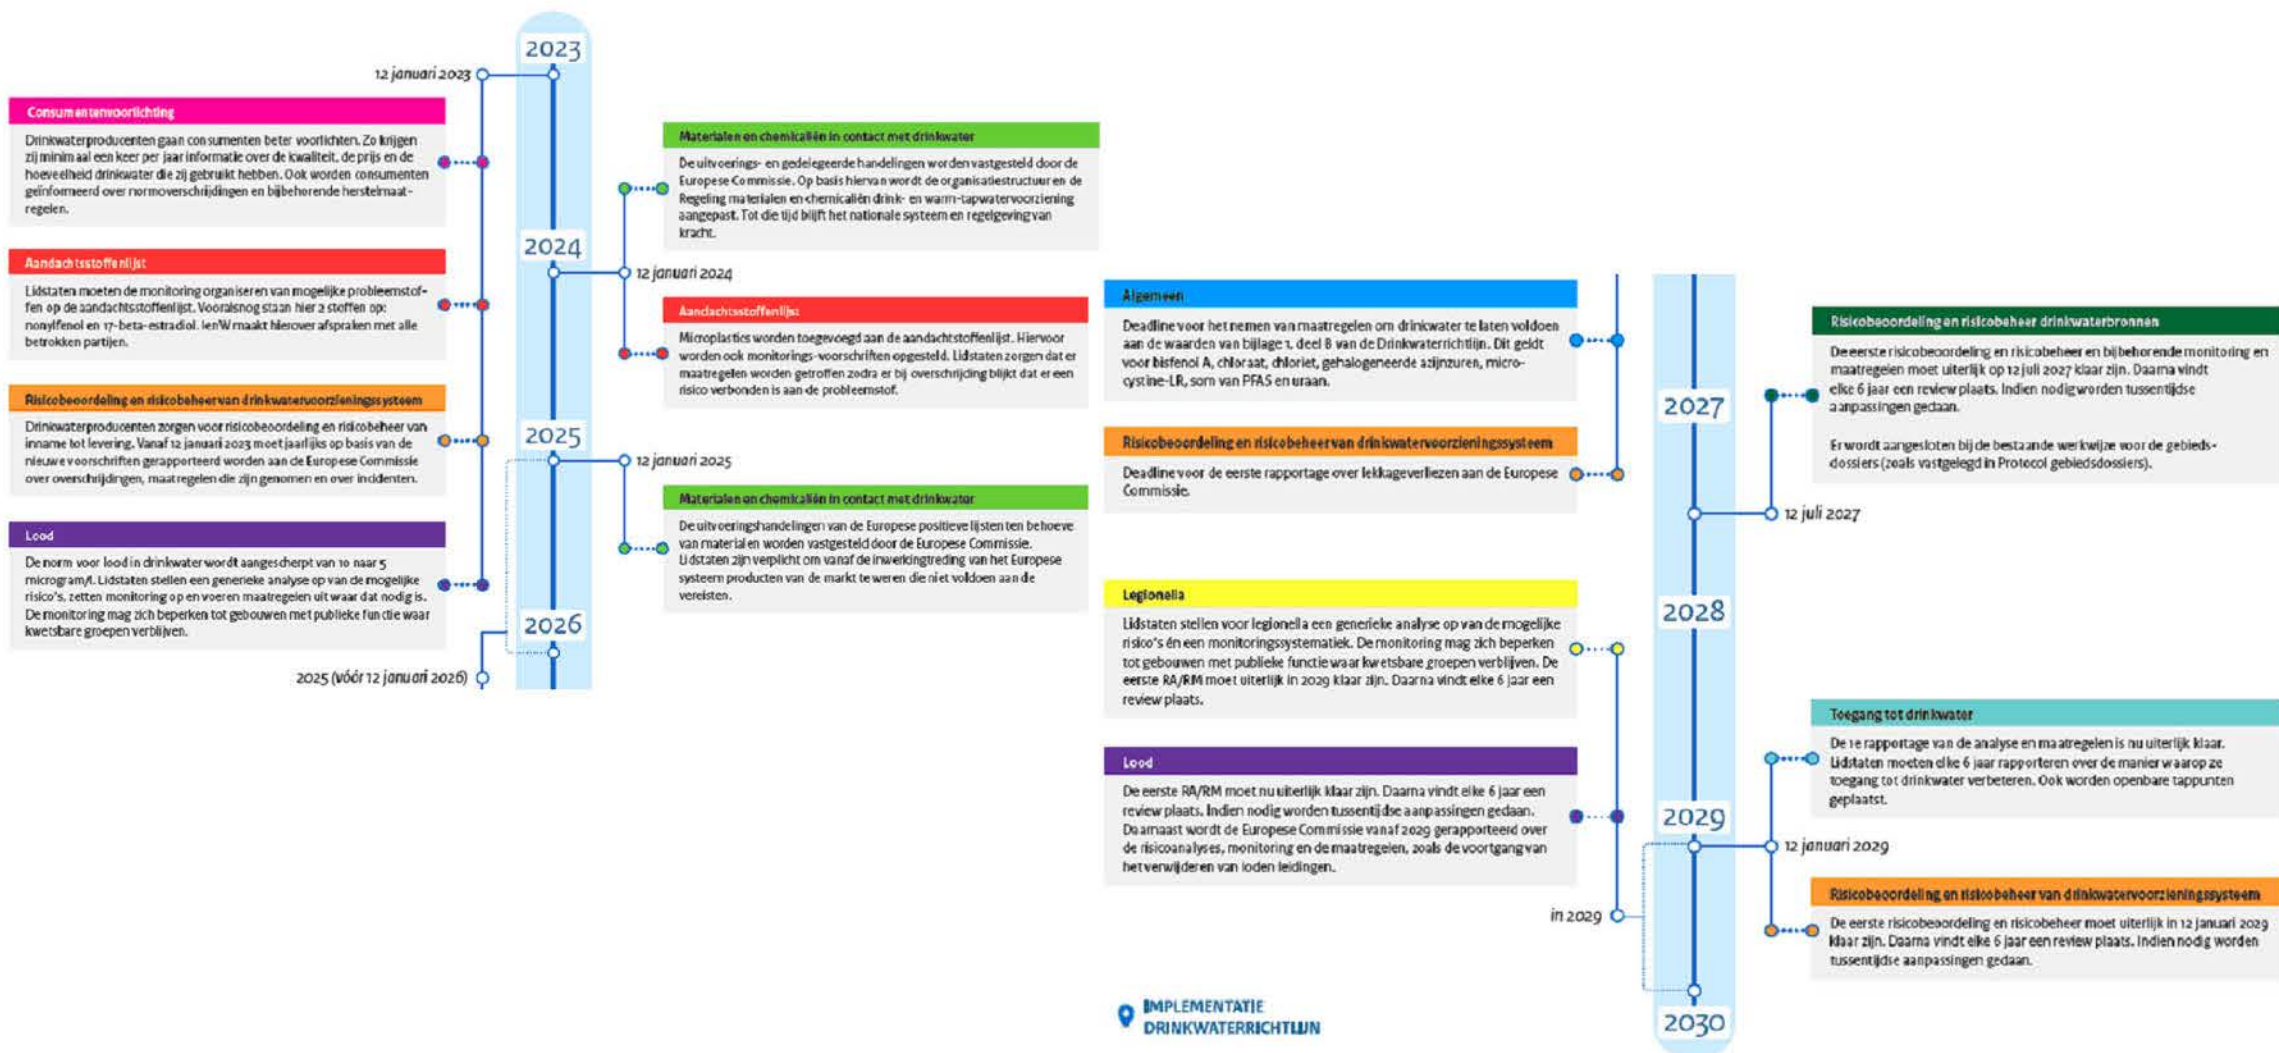 2023
12 januari 2023
Consumentenvoorlichting
Drinkwaterproducenten gaan consumenten beter voorlichten. Zo krijgen
zij minimaal een keer per jaar informatie over de kwaliteit, de prijs en de
hoeveelheid drinkwater die zij gebruikt hebben. Ook worden consumenten
geïnformeerd over normoverschrijdingen en bijbehorende herstelmaat-
regelen.
Aandachtsstoffenlijst
Lidstaten moeten de monitoring organiseren van mogelijke probleemstof-
fen op de aandachtsstoffenlijst. Vooralsnog staan hier 2 stoffen op:
nonylfenol en 17-beta-estradiol. IenW maakt hierover afspraken met alle
betrokken partijen.
Risicobeoordeling en risicobeheer van drinkwatervoorzieningssysteem
Drinkwaterproducenten zorgen voor risicobeoordeling en risicobeheer van
inname tot levering. Vanaf 12 januari 2023 moet jaarlijks op basis van de
nieuwe voorschriften gerapporteerd worden aan de Europese Commissie
over overschrijdingen, maatregelen die zijn genomen en over incidenten.
Lood
De norm voor lood in drinkwater wordt aangescherpt van 10 naar 5
microgram/l. Lidstaten stellen een generieke analyse op van de mogelijke
risico's, zetten monitoring op en voeren maatregelen uit waar dat nodig is.
De monitoring mag zich beperken tot gebouwen met publieke functie waar
kwetsbare groepen verblijven.
2025 (vóór 12 januari 2026)
Materialen en chemicaliën in contact met drinkwater
De uitvoerings- en gedelegeerde handelingen worden vastgesteld door de
Europese Commissie. Op basis hiervan wordt de organisatiestructuur en de
Regeling materialen en chemicaliën drink- en warm-tapwatervoorziening
aangepast. Tot die tijd blijft het nationale systeem en regelgeving van
kracht.
2024
12 januari 2024
Aandachtsstoffenlijst
Microplastics worden toegevoegd aan de aandachtstoffenlijst. Hiervoor
worden ook monitorings-voorschriften opgesteld. Lidstaten zorgen dat er
maatregelen worden getroffen zodra er bij overschrijding blijkt dat er een
risico verbonden is aan de probleemstof.
2025
12 januari 2025
Materialen en chemicaliën in contact met drinkwater
De uitvoeringshandelingen van de Europese positieve lijsten ten behoeve
van materialen worden vastgesteld door de Europese Commissie.
Lidstaten zijn verplicht om vanaf de inwerkingtreding van het Europese
systeem producten van de markt te weren die niet voldoen aan de
vereisten.
2026
Algemeen
Deadline voor het nemen van maatregelen om drinkwater te laten voldoen
aan de waarden van bijlage 1, deel B van de Drinkwaterrichtlijn. Dit geldt
voor bisfenol A, chloraat, chloriet, gehalogeneerde azijnzuren, micro-
cystine-LR, som van PFAS en uraan.
Risicobeoordeling en risicobeheer van drinkwatervoorzieningssysteem
Deadline voor de eerste rapportage over lekkageverliezen aan de Europese
Commissie.
Legionella
Lidstaten stellen voor legionella een generieke analyse op van de mogelijke
risico's én een monitoringssystematiek. De monitoring mag zich beperken
tot gebouwen met publieke functie waar kwetsbare groepen verblijven. De
eerste RA/RM moet uiterlijk in 2029 klaar zijn. Daarna vindt elke 6 jaar een
review plaats.
Lood
De eerste RA/RM moet nu uiterlijk klaar zijn. Daarna vindt elke 6 jaar een
review plaats. Indien nodig worden tussentijdse aanpassingen gedaan.
Daarnaast wordt de Europese Commissie vanaf 2029 gerapporteerd over
de risicoanalyses, monitoring en de maatregelen, zoals de voortgang van
het verwijderen van loden leidingen.
in 2029
Risicobeoordeling en risicobeheer drinkwaterbronnen
De eerste risicobeoordeling en risicobeheer en bijbehorende monitoring en
maatregelen moet uiterlijk op 12 juli 2027 klaar zijn. Daarna vindt
elke 6 jaar een review plaats. Indien nodig worden tussentijdse
aanpassingen gedaan.
Er wordt aangesloten bij de bestaande werkwijze voor de gebieds-
dossiers (zoals vastgelegd in Protocol gebiedsdossiers).
2027
12 juli 2027
2028
Toegang tot drinkwater
De 1e rapportage van de analyse en maatregelen is nu uiterlijk klaar.
Lidstaten moeten elke 6 jaar rapporteren over de manier waarop ze
toegang tot drinkwater verbeteren. Ook worden openbare tappunten
geplaatst.
2029
12 januari 2029
Risicobeoordeling en risicobeheer van drinkwatervoorzieningssysteem
De eerste risicobeoordeling en risicobeheer moet uiterlijk in 12 januari 2029
klaar zijn. Daarna vindt elke 6 jaar een review plaats. Indien nodig worden
tussentijdse aanpassingen gedaan.
2030
IMPLEMENTATIE
DRINKWATERRICHTLIJN